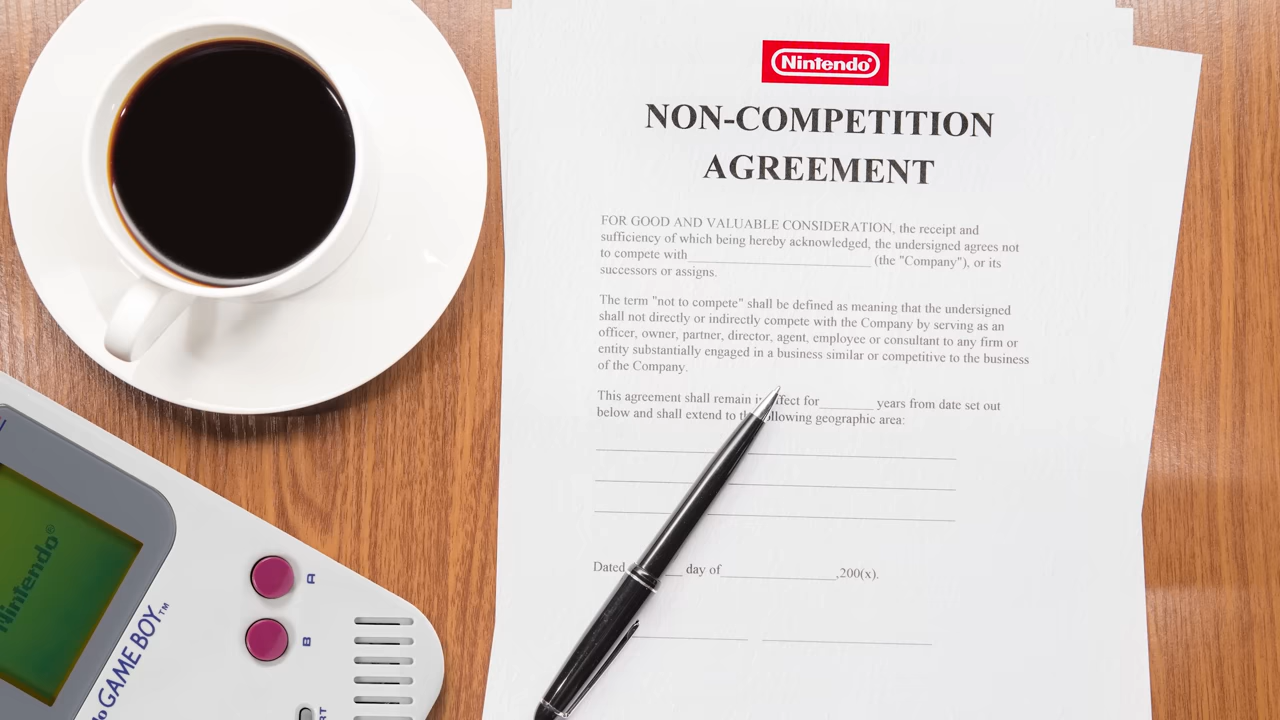 Nintendo®
NON-COMPETITION
AGREEMENT
FOR GOOD AND VALUABLE CONSIDERATION, the receipt and
sufficiency of which being hereby acknowledged, the undersigned agrees not
to compete with__________________________ (the "Company"), or its
successors or assigns.
The term "not to compete" shall be defined as meaning that the undersigned
shall not directly or indirectly compete with the Company by serving as an
officer, owner, partner, director, agent, employee or consultant to any firm or
entity substantially engaged in a business similar or competitive to the business
of the Company.
This agreement shall remain in effect for________ years from date set out
below and shall extend to the following geographic area:
Dated ______ day of________________,200(x).
Nintendo®
GAME BOY™
A
B